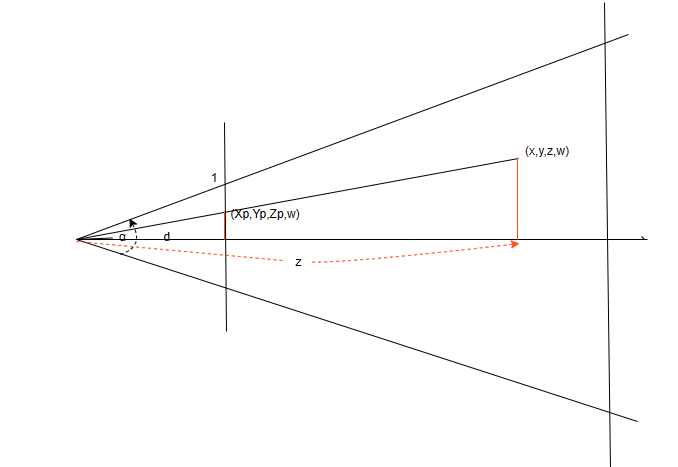 (x,y,z,w)
1
(Xp,Yp,Zp,w)
α d
z